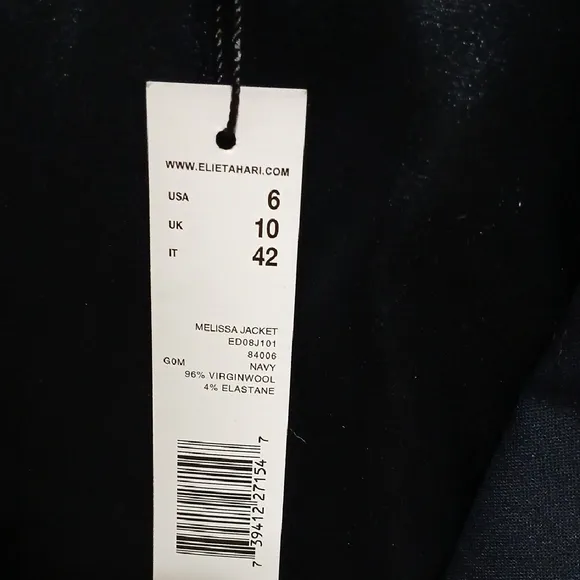 WWW.ELIETAHARI.COM
USA 6
UK 10
IT 42
MELISSA JACKET
ED08J101
84006
G0M NAVY
96% VIRGINWOOL
4% ELASTANE
7 39412 27154 7